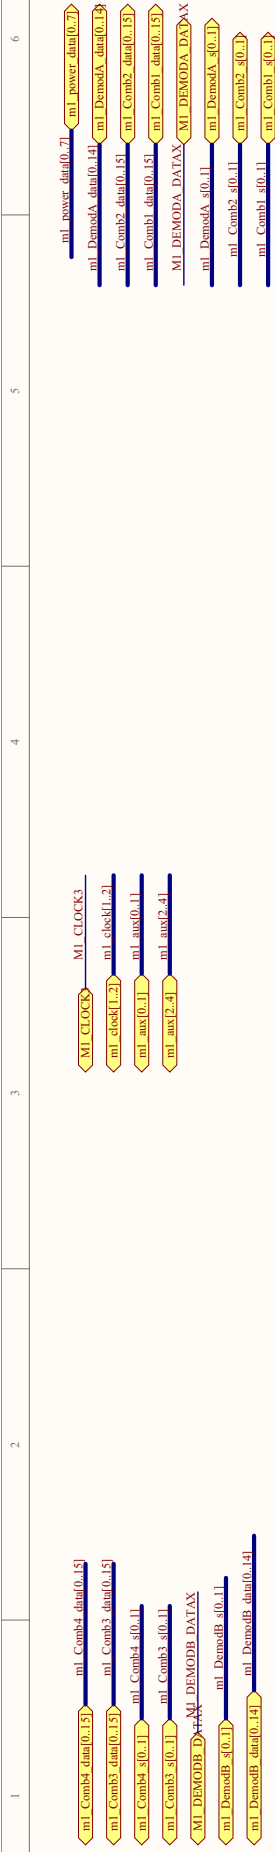 1 2 3 4 5 6
m1_Comb4_data[0..15] m1_Comb4_data[0..15]
m1_Comb3_data[0..15] m1_Comb3_data[0..15]
m1_Comb4_s[0..1] m1_Comb4_s[0..1]
m1_Comb3_s[0..1] m1_Comb3_s[0..1]
M1_DEMODB_DATAX M1_DEMODB_DATAX
m1_DemodB_s[0..1] m1_DemodB_s[0..1]
m1_DemodB_data[0..14] m1_DemodB_data[0..14]
M1_CLOCK3 M1_CLOCK3
m1_clock[1..2] m1_clock[1..2]
m1_aux[0..1] m1_aux[0..1]
m1_aux[2..4] m1_aux[2..4]
m1_power_data[0..7] m1_power_data[0..7]
m1_DemodA_data[0..14] m1_DemodA_data[0..14]
m1_Comb2_data[0..15] m1_Comb2_data[0..15]
m1_Comb1_data[0..15] m1_Comb1_data[0..15]
M1_DEMODA_DATAX M1_DEMODA_DATAX
m1_DemodA_s[0..1] m1_DemodA_s[0..1]
m1_Comb2_s[0..1] m1_Comb2_s[0..1]
m1_Comb1_s[0..1] m1_Comb1_s[0..1]